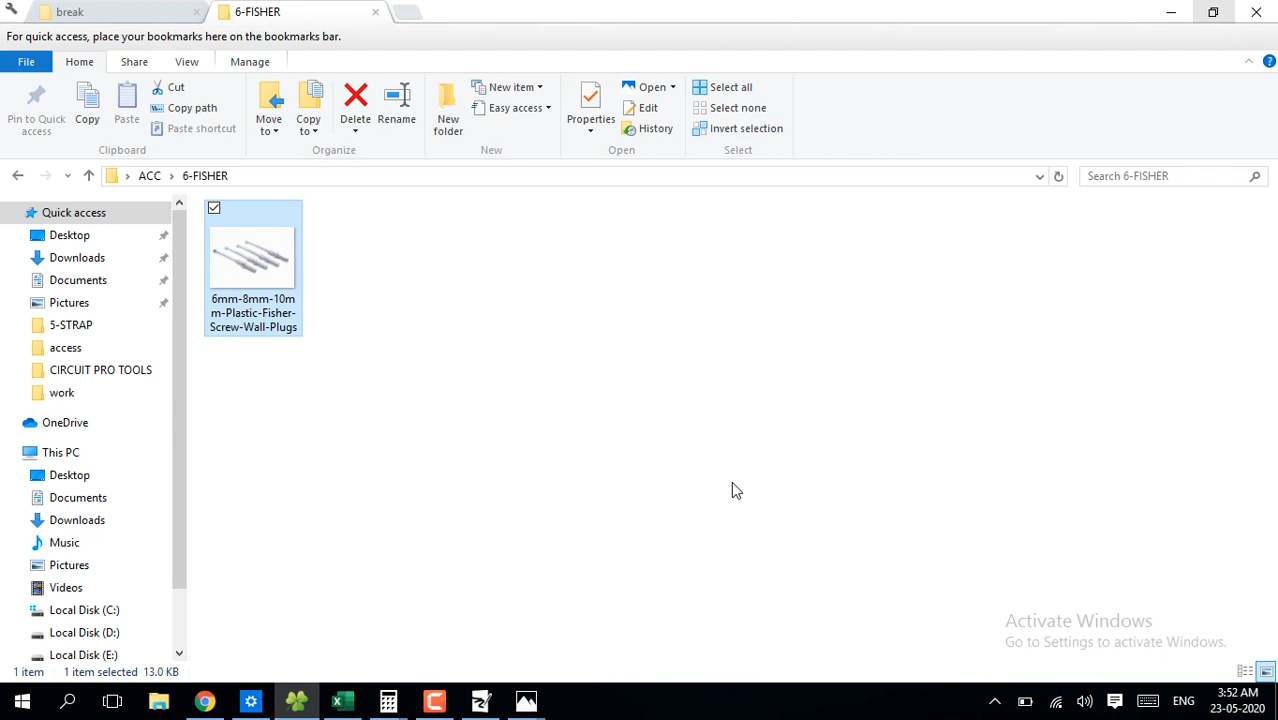 break
6-FISHER
For quick access, place your bookmarks here on the bookmarks bar.
File
Home
Share
View
Manage
Pin to Quick access
Copy
Paste
Cut
Copy path
Paste shortcut
Clipboard
Move to
Copy to
Delete
Rename
Organize
New folder
New item
Easy access
New
Properties
Open
Edit
History
Open
Select all
Select none
Invert selection
Select
ACC
6-FISHER
Search 6-FISHER
Quick access
Desktop
Downloads
Documents
Pictures
5-STRAP
access
CIRCUIT PRO TOOLS
work
OneDrive
This PC
Desktop
Documents
Downloads
Music
Pictures
Videos
Local Disk (C:)
Local Disk (D:)
Local Disk (E:)
6mm-8mm-10m
m-Plastic-Fisher-
Screw-Wall-Plugs
Activate Windows
Go to Settings to activate Windows.
1 item
1 item selected 13.0 KB
ENG
3:52 AM
23-05-2020